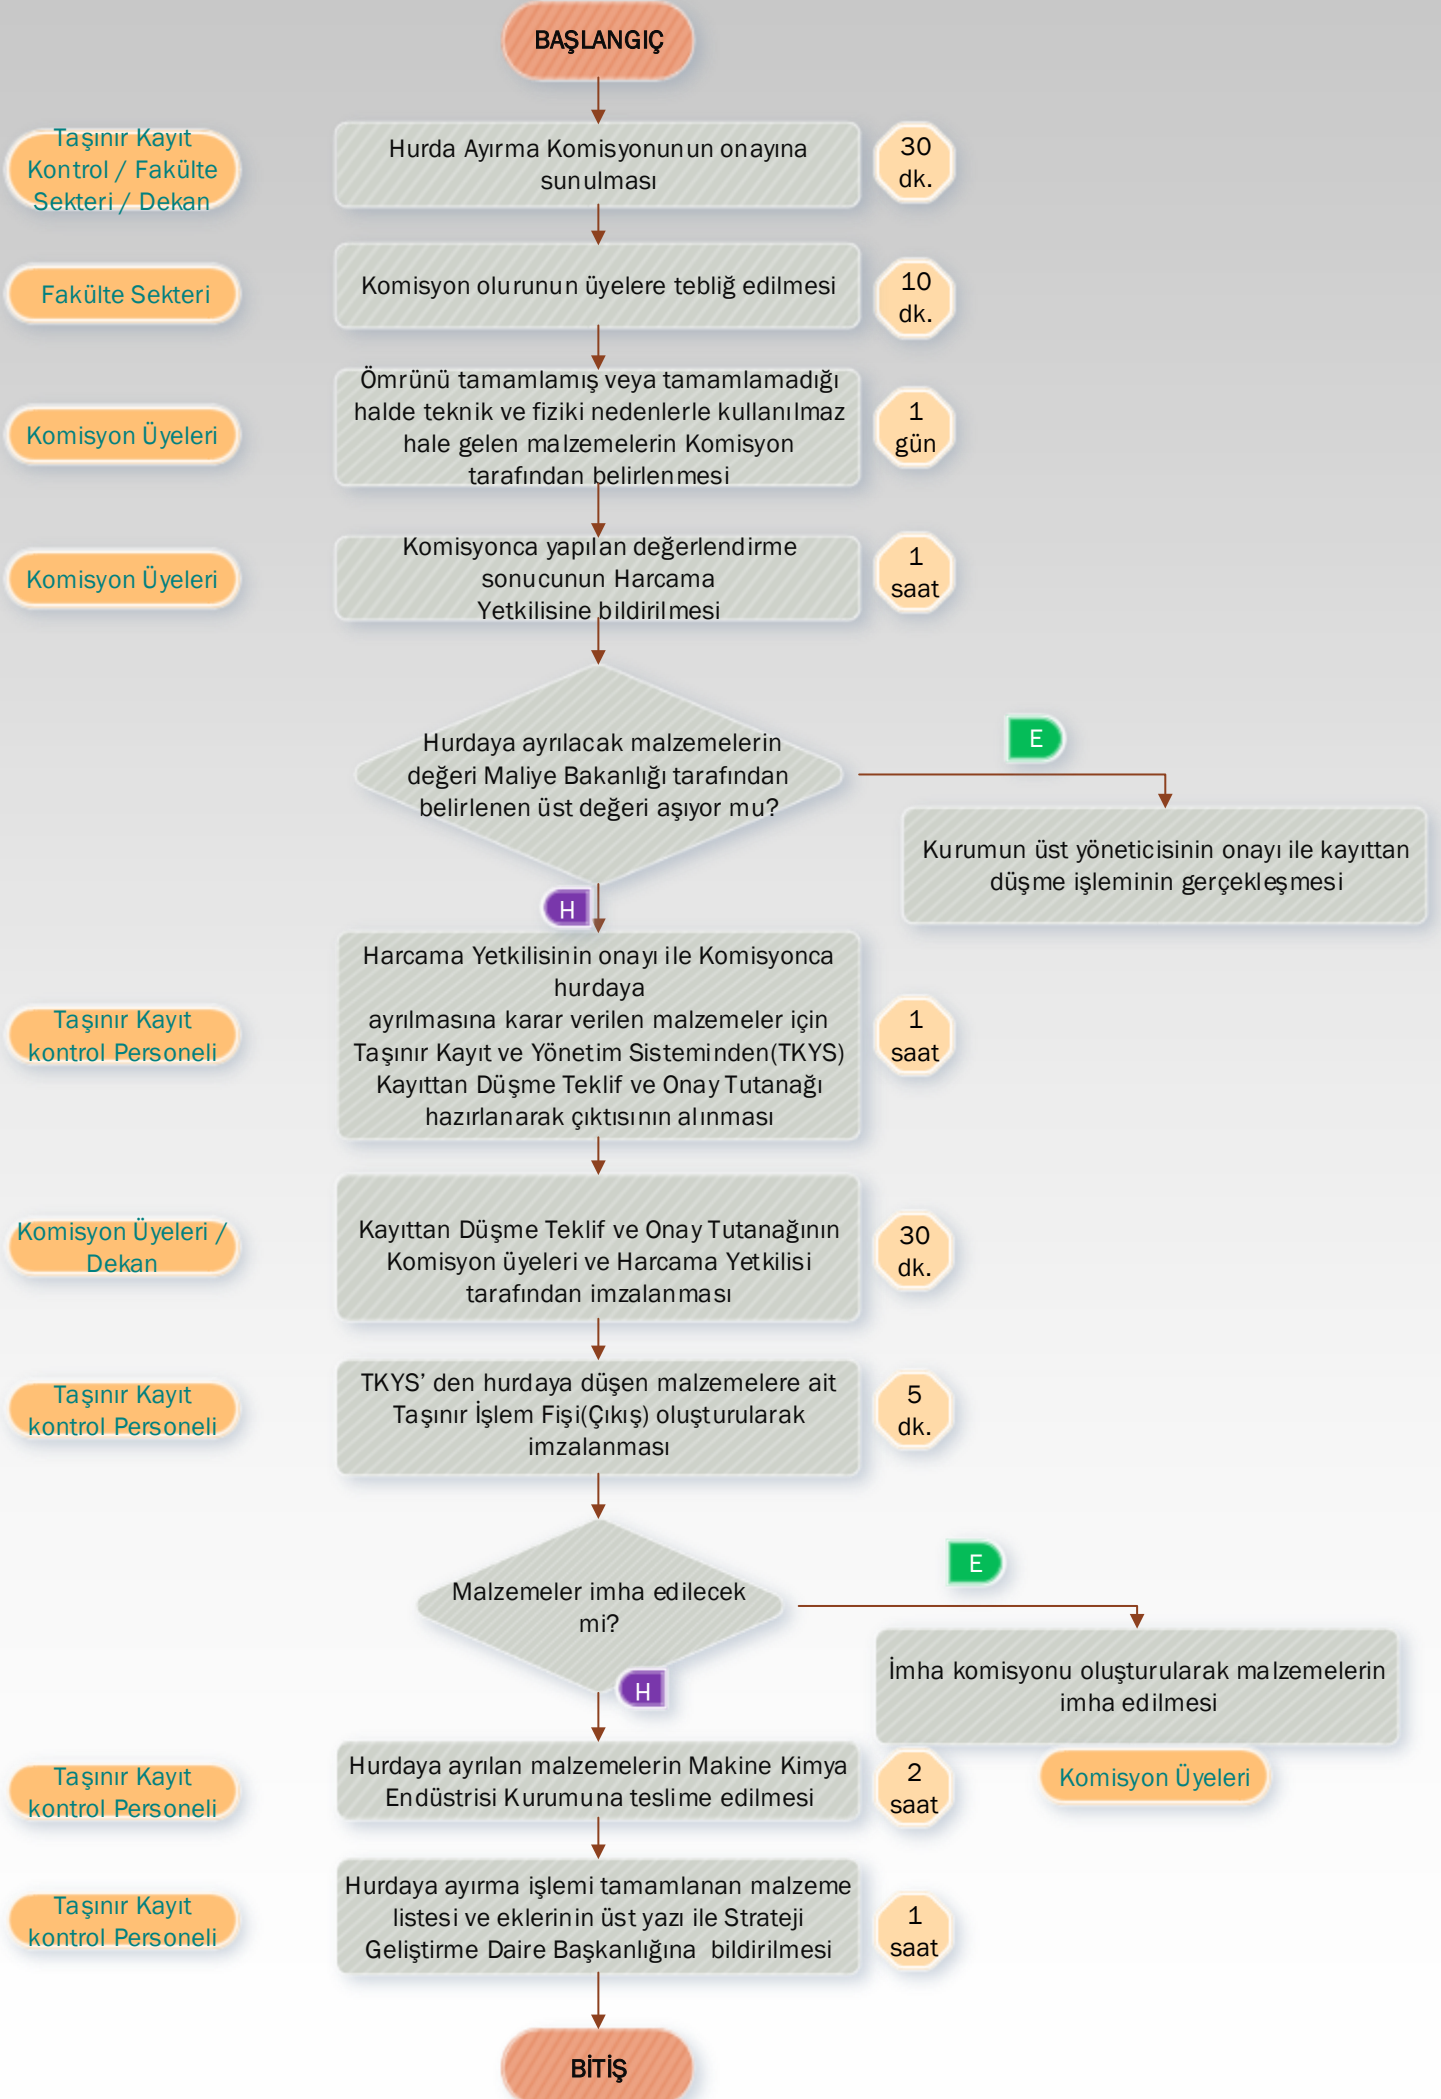 BAŞLANGIÇ
Taşınır Kayıt
Kontrol / Fakülte
Sekteri / Dekan
Hurda Ayırma Komisyonunun onayına
sunulması
30
dk.
Fakülte Sekteri
Komisyon olurunun üyelere tebliğ edilmesi
10
dk.
Komisyon Üyeleri
Ömrünü tamamlamış veya tamamlamadığı
halde teknik ve fiziki nedenlerle kullanılmaz
hale gelen malzemelerin Komisyon
tarafından belirlenmesi
1
gün
Komisyon Üyeleri
Komisyonca yapılan değerlendirme
sonucunun Harcama
Yetkilisine bildirilmesi
1
saat
Hurdaya ayrılacak malzemelerin
değeri Maliye Bakanlığı tarafından
belirlenen üst değeri aşıyor mu?
E
Kurumun üst yöneticisinin onayı ile kayıttan
düşme işleminin gerçekleşmesi
H
Taşınır Kayıt
kontrol Personeli
Harcama Yetkilisinin onayı ile Komisyonca
hurdaya
ayrılmasına karar verilen malzemeler için
Taşınır Kayıt ve Yönetim Sisteminden(TKYS)
Kayıttan Düşme Teklif ve Onay Tutanağı
hazırlanarak çıktısının alınması
1
saat
Komisyon Üyeleri /
Dekan
Kayıttan Düşme Teklif ve Onay Tutanağının
Komisyon üyeleri ve Harcama Yetkilisi
tarafından imzalanması
30
dk.
Taşınır Kayıt
kontrol Personeli
TKYS’ den hurdaya düşen malzemelere ait
Taşınır İşlem Fişi(Çıkış) oluşturularak
imzalanması
5
dk.
Malzemeler imha edilecek
mi?
E
İmha komisyonu oluşturularak malzemelerin
imha edilmesi
Komisyon Üyeleri
H
Taşınır Kayıt
kontrol Personeli
Hurdaya ayrılan malzemelerin Makine Kimya
Endüstrisi Kurumuna teslime edilmesi
2
saat
Taşınır Kayıt
kontrol Personeli
Hurdaya ayırma işlemi tamamlanan malzeme
listesi ve eklerinin üst yazı ile Strateji
Geliştirme Daire Başkanlığına  bildirilmesi
1
saat
BİTİŞ